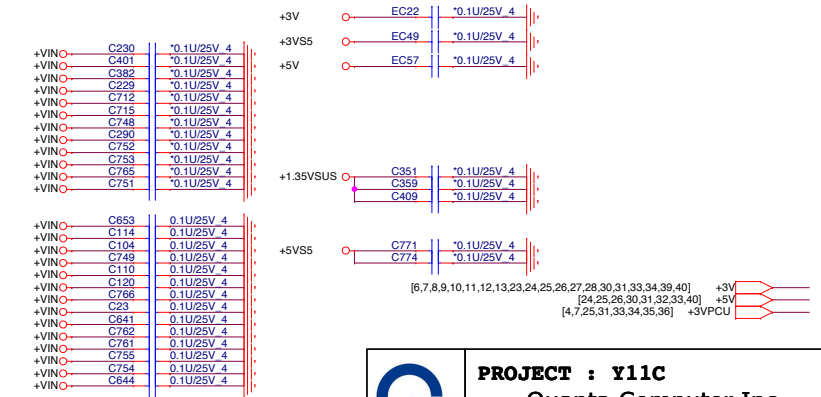 +3V EC22 *0.1U/25V_4
+3VS5 EC49 *0.1U/25V_4
+5V EC57 *0.1U/25V_4
+VIN C230 *0.1U/25V_4
+VIN C401 *0.1U/25V_4
+VIN C382 *0.1U/25V_4
+VIN C229 *0.1U/25V_4
+VIN C712 *0.1U/25V_4
+VIN C715 *0.1U/25V_4
+VIN C748 *0.1U/25V_4
+VIN C290 *0.1U/25V_4
+VIN C752 *0.1U/25V_4
+VIN C753 *0.1U/25V_4
+VIN C765 *0.1U/25V_4
+VIN C751 *0.1U/25V_4
+1.35VSUS C351 *0.1U/25V_4
C359 *0.1U/25V_4
C409 *0.1U/25V_4
+VIN C653 0.1U/25V_4
+VIN C114 0.1U/25V_4
+VIN C104 0.1U/25V_4
+VIN C749 0.1U/25V_4
+VIN C110 0.1U/25V_4
+VIN C120 0.1U/25V_4
+VIN C766 0.1U/25V_4
+VIN C23 0.1U/25V_4
+VIN C641 0.1U/25V_4
+VIN C762 0.1U/25V_4
+VIN C761 0.1U/25V_4
+VIN C755 0.1U/25V_4
+VIN C754 0.1U/25V_4
+VIN C644 0.1U/25V_4
+5VS5 C771 *0.1U/25V_4
C774 *0.1U/25V_4
[6,7,8,9,10,11,12,13,23,24,25,26,27,28,30,31,33,34,39,40] +3V
[24,25,26,30,31,32,33,40] +5V
[4,7,25,31,33,34,35,36] +3VPCU
PROJECT : Y11C
Quanta Computer Inc